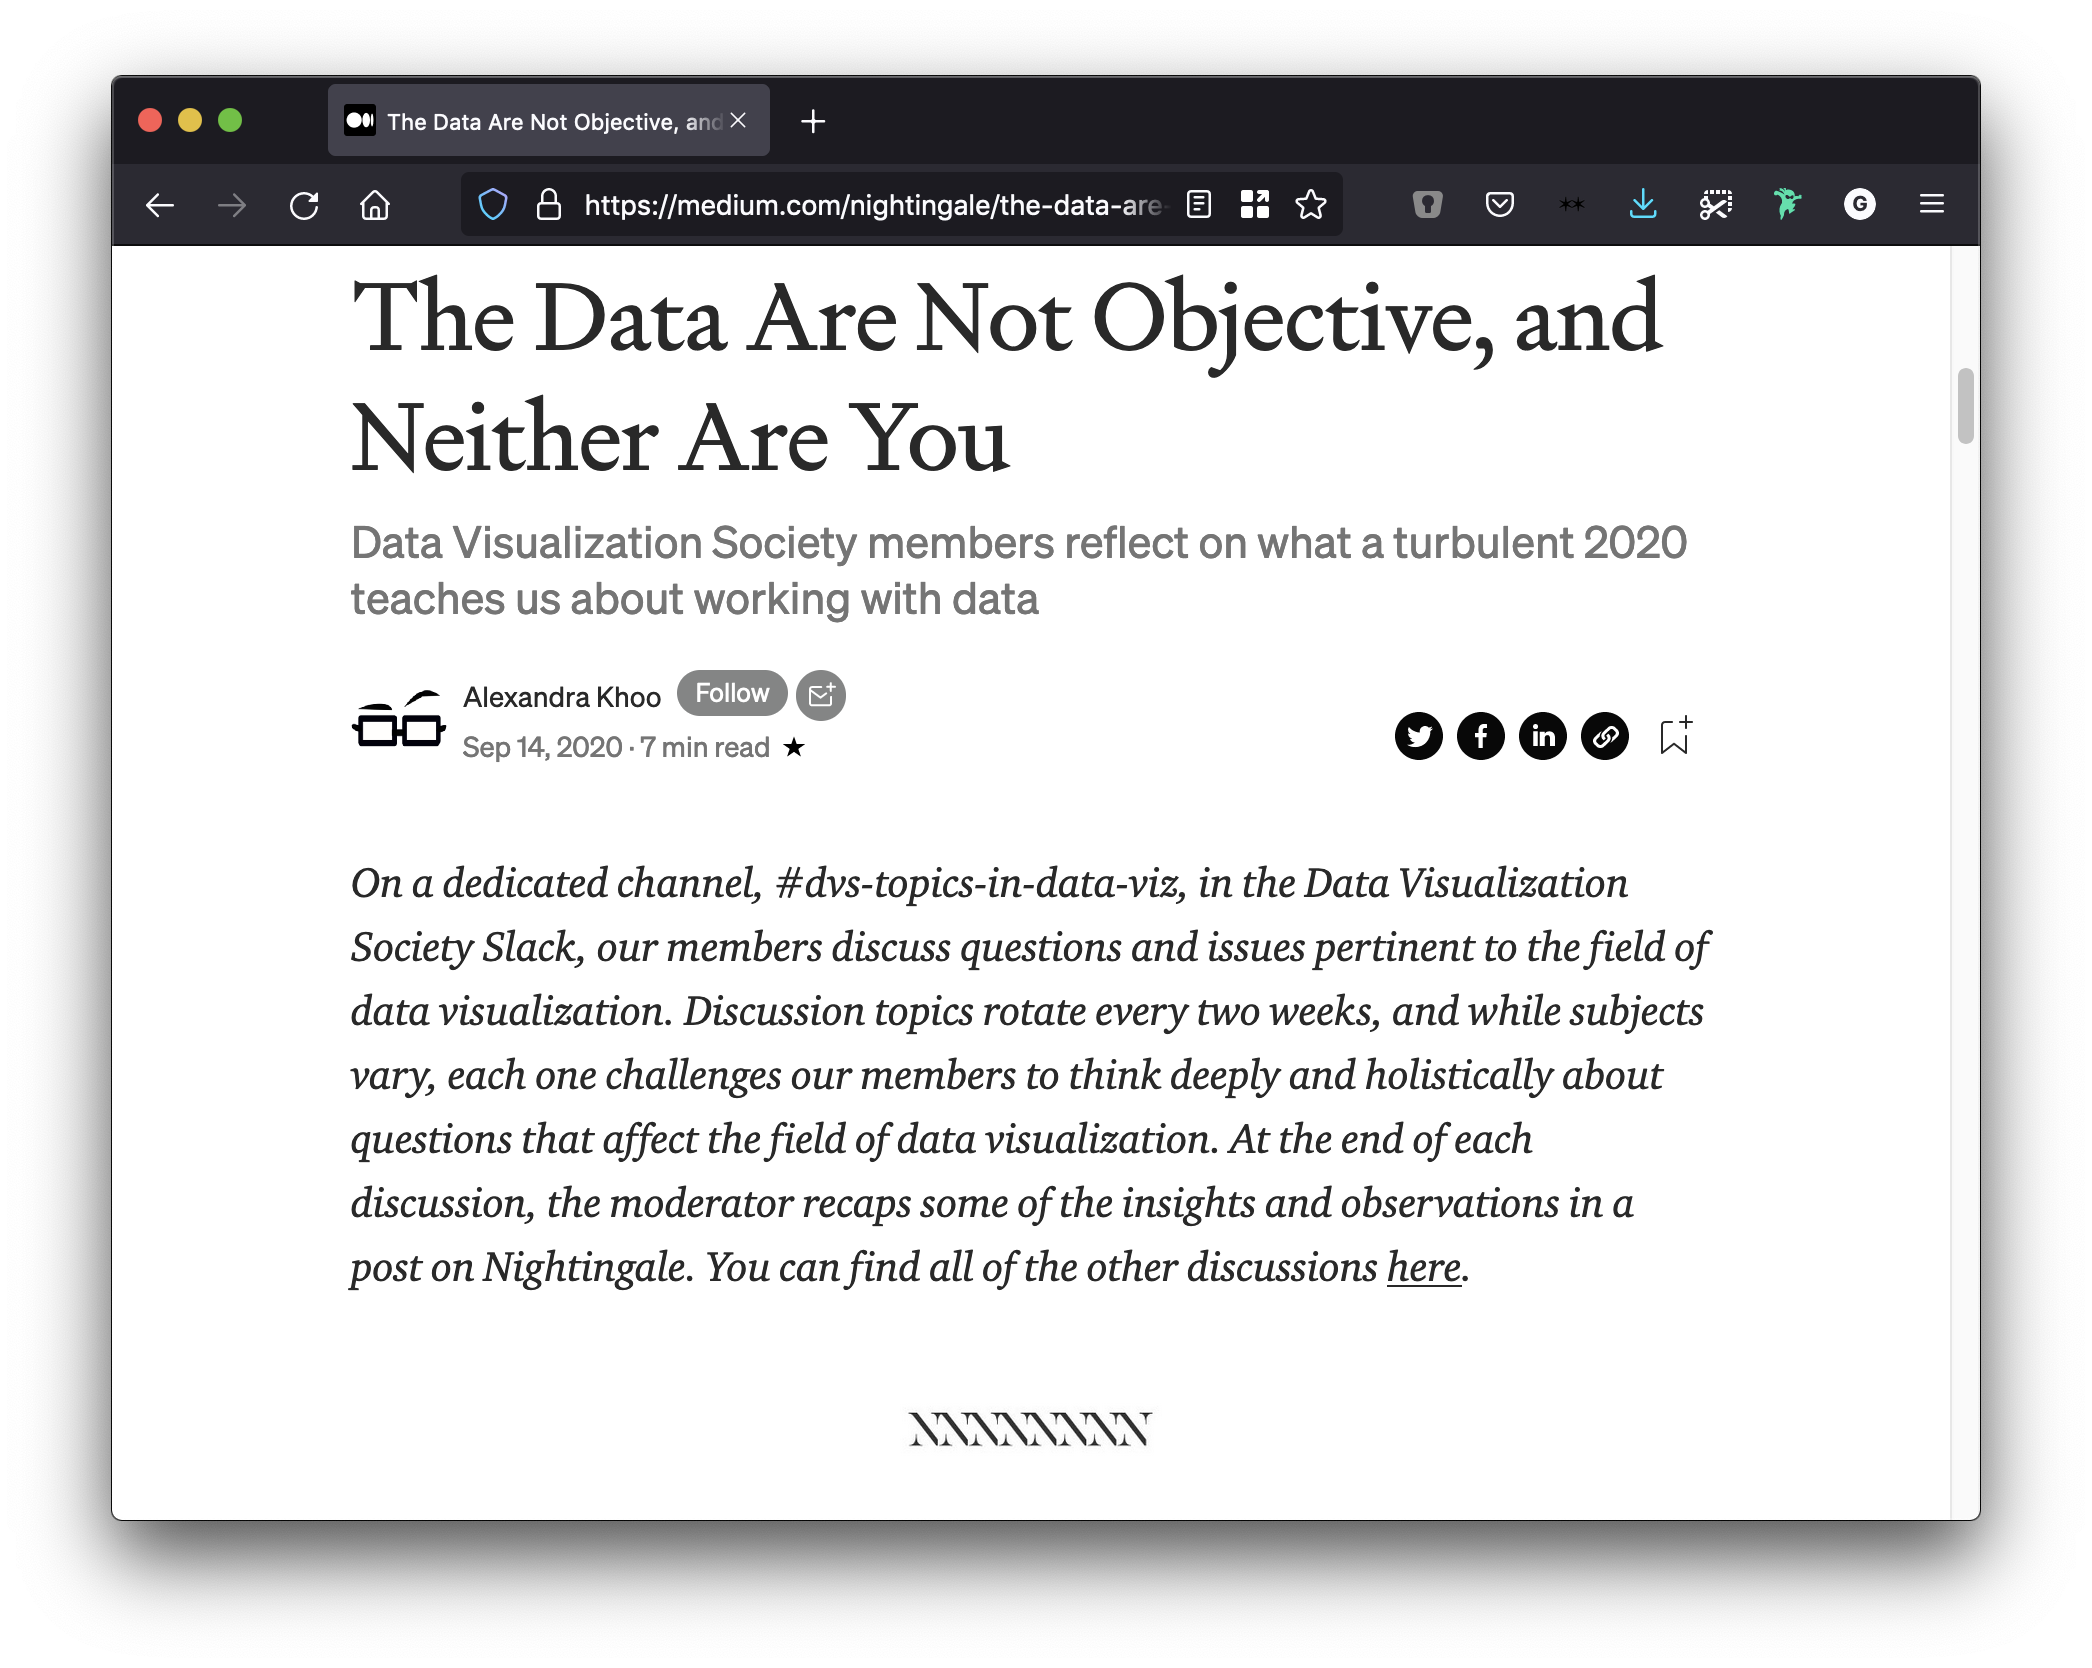 The Data Are Not Objective, and
https://medium.com/nightingale/the-data-are-
G
The Data Are Not Objective, and
Neither Are You
Data Visualization Society members reflect on what a turbulent 2020
teaches us about working with data
Alexandra Khoo Follow
Sep 14, 2020 · 7 min read ★
On a dedicated channel, #dvs-topics-in-data-viz, in the Data Visualization
Society Slack, our members discuss questions and issues pertinent to the field of
data visualization. Discussion topics rotate every two weeks, and while subjects
vary, each one challenges our members to think deeply and holistically about
questions that affect the field of data visualization. At the end of each
discussion, the moderator recaps some of the insights and observations in a
post on Nightingale. You can find all of the other discussions here.
NNNNNNNN